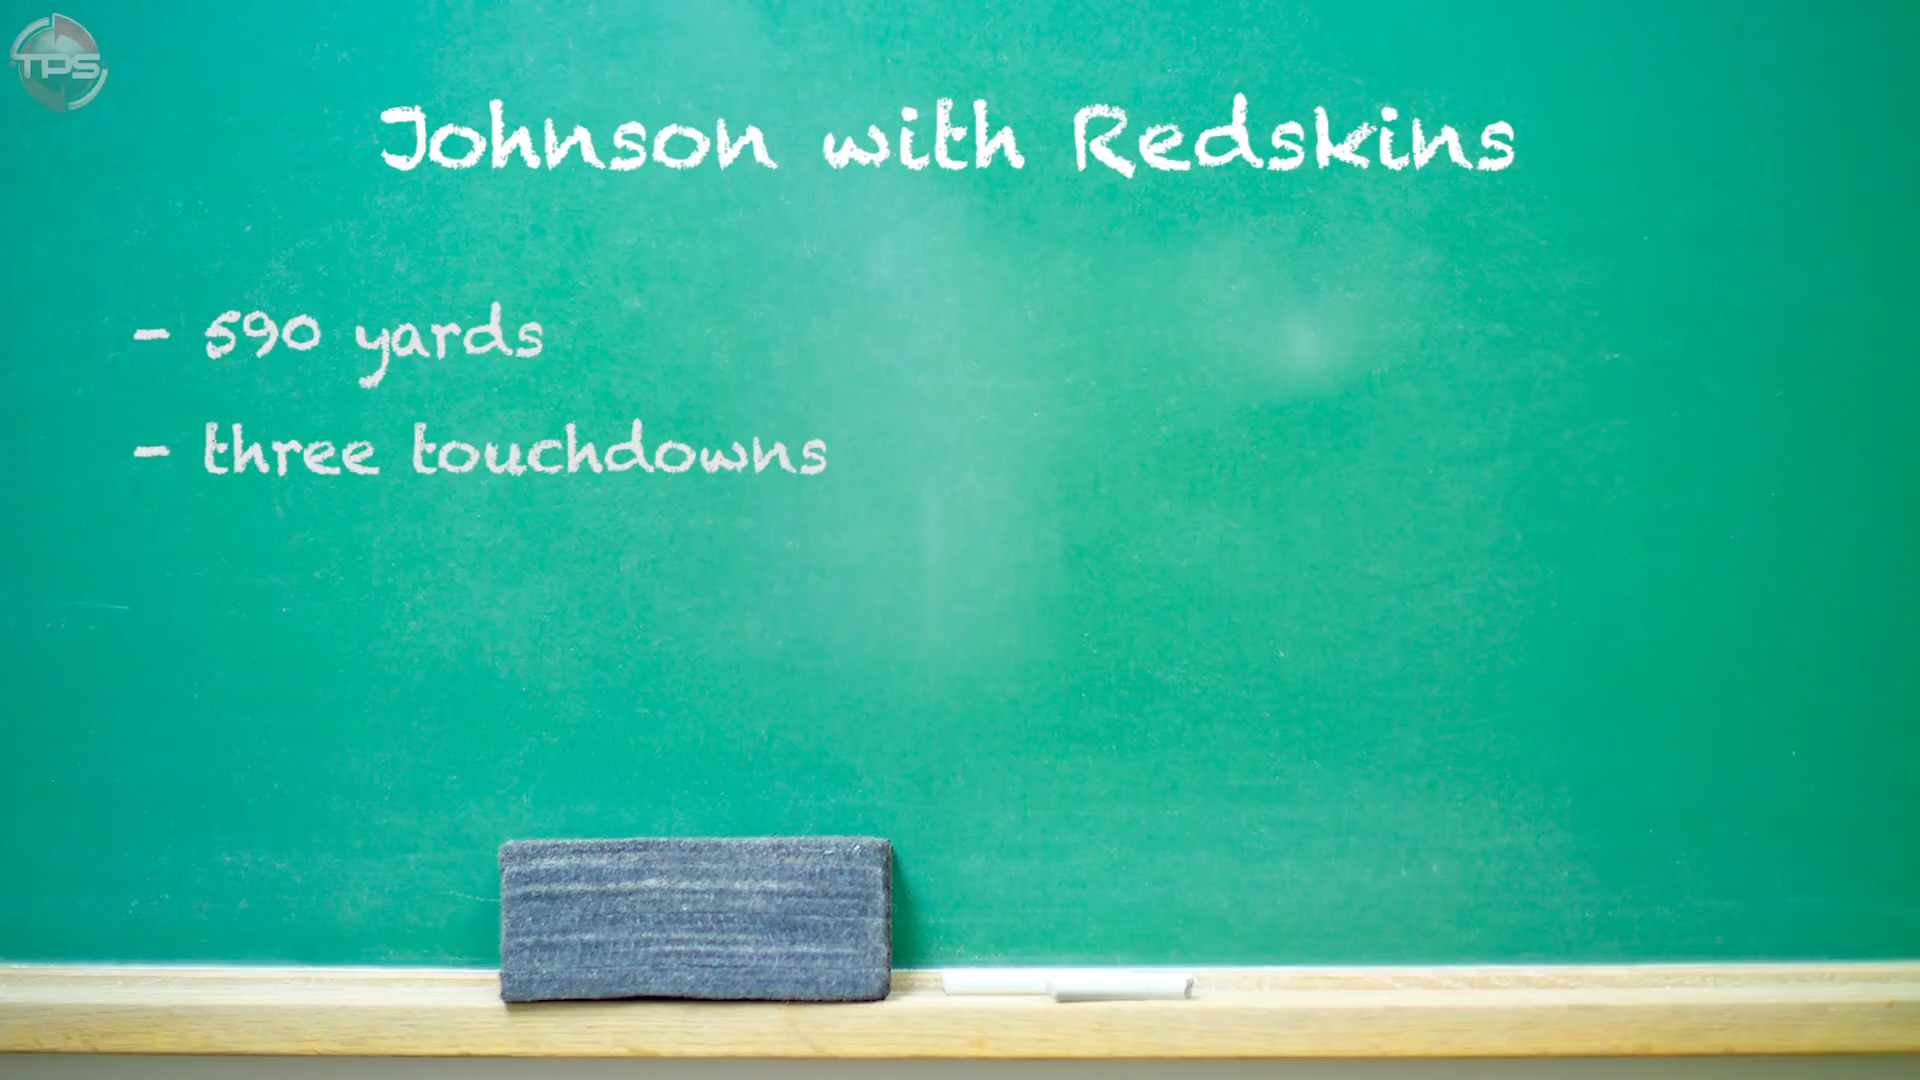 TPS
Johnson with Redskins
- 590 yards
- three touchdowns